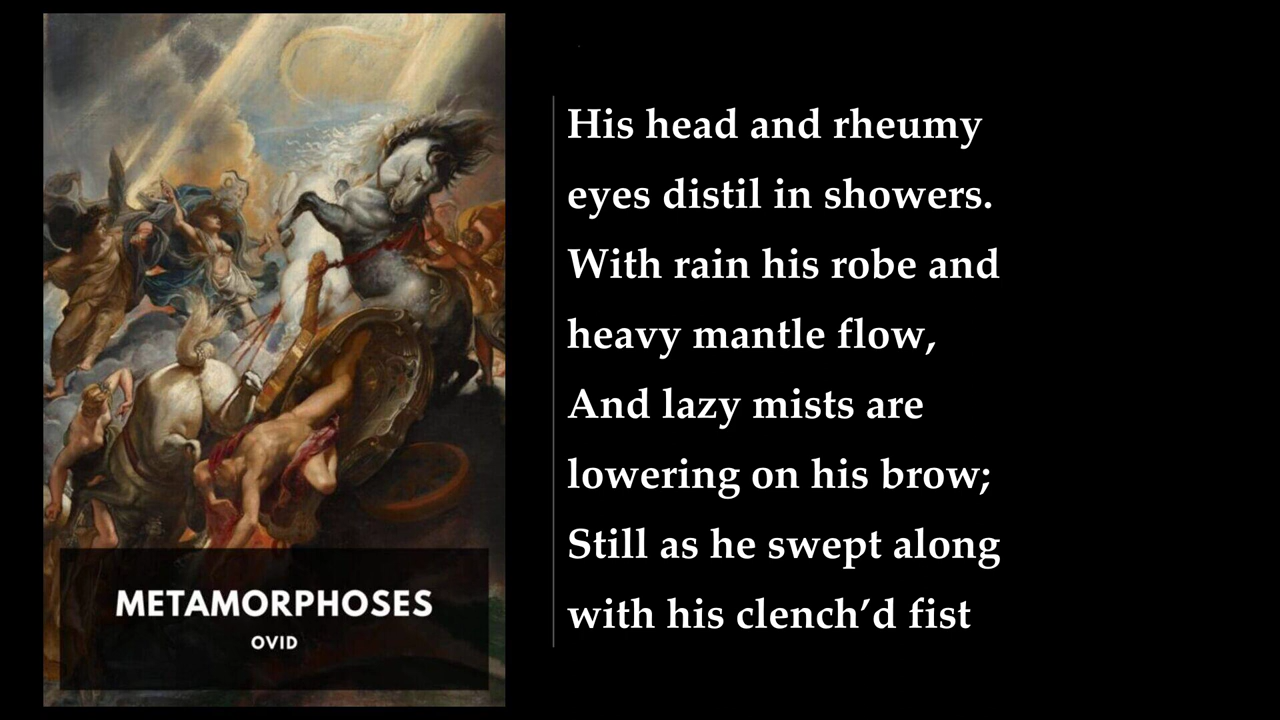 METAMORPHOSES
OVID
His head and rheumy
eyes distil in showers.
With rain his robe and
heavy mantle flow,
And lazy mists are
lowering on his brow;
Still as he swept along
with his clench’d fist